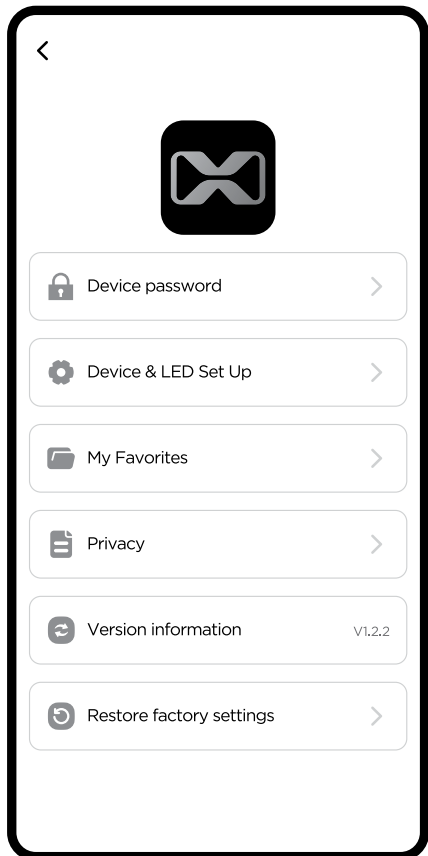 Device password
Device & LED Set Up
My Favorites
Privacy
Version information V1.2.2
Restore factory settings